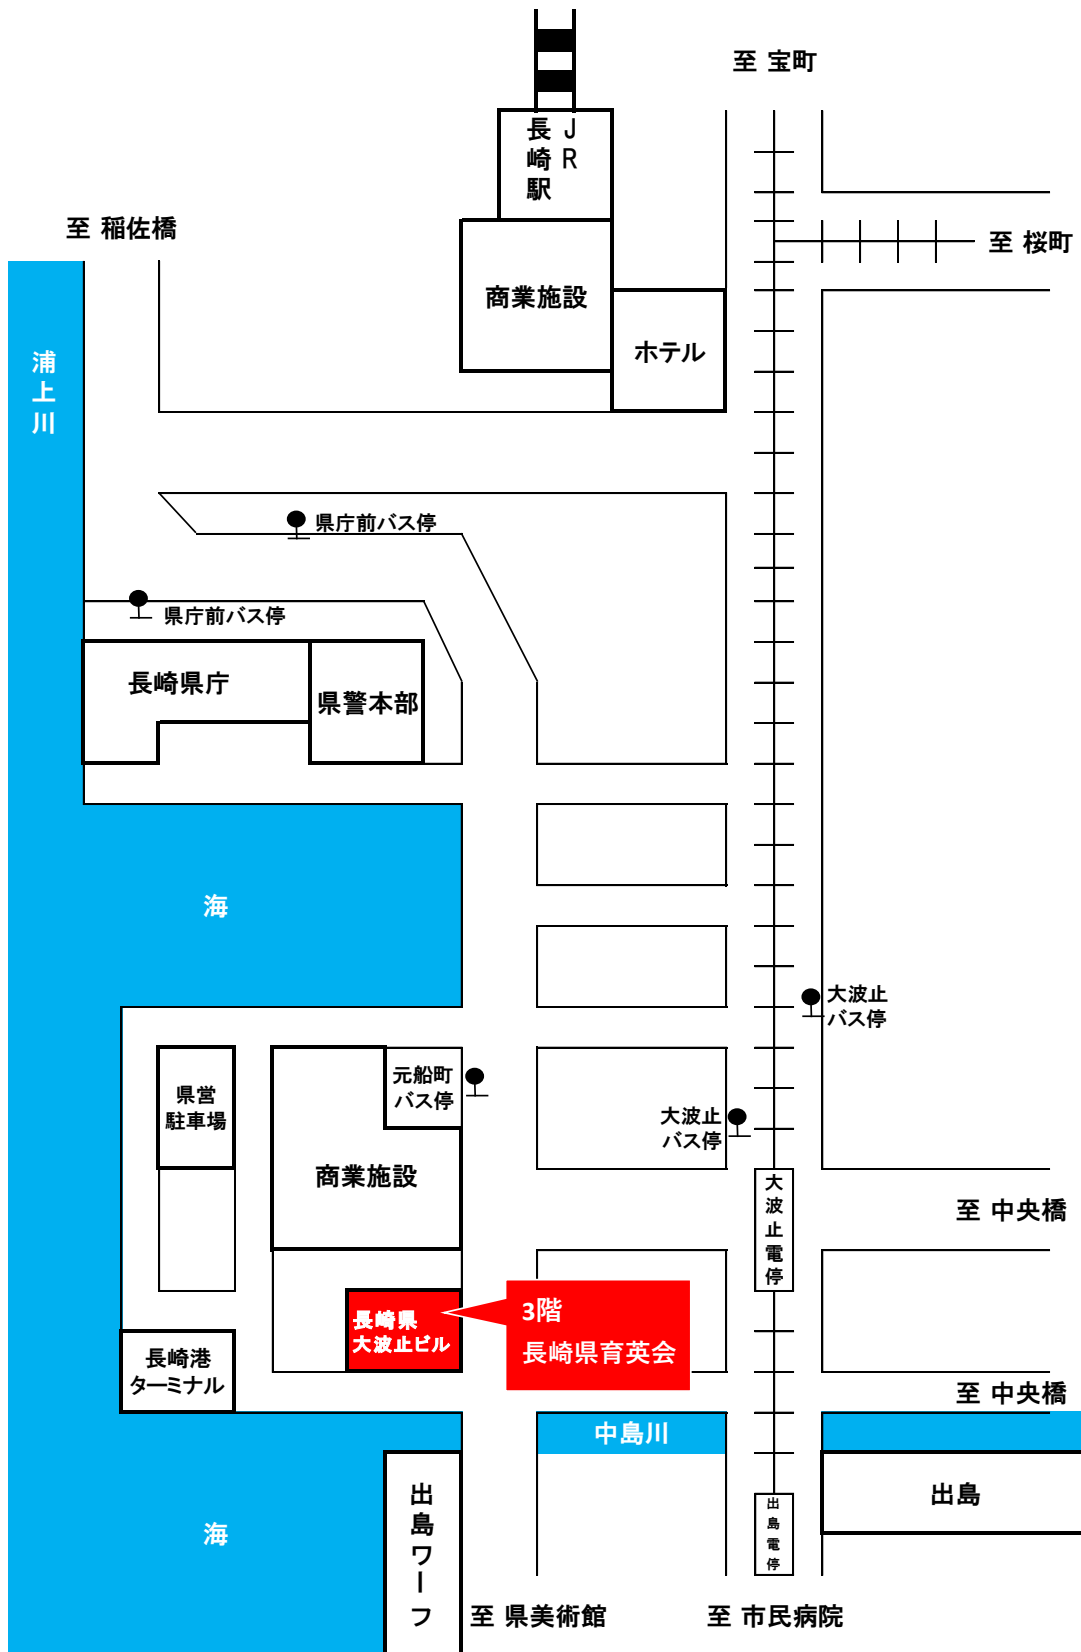 至 宝町
JR
長崎駅
至 稲佐橋
至 桜町
商業施設
ホテル
浦上川
県庁前バス停
県庁前バス停
長崎県庁
県警本部
海
大波止
バス停
元船町
バス停
県営
駐車場
大波止
バス停
商業施設
大波止電停
至 中央橋
長崎県
大波止ビル
3階
長崎県育英会
長崎港
ターミナル
至 中央橋
中島川
出島
出島ワーフ
出島電停
海
至 県美術館
至 市民病院